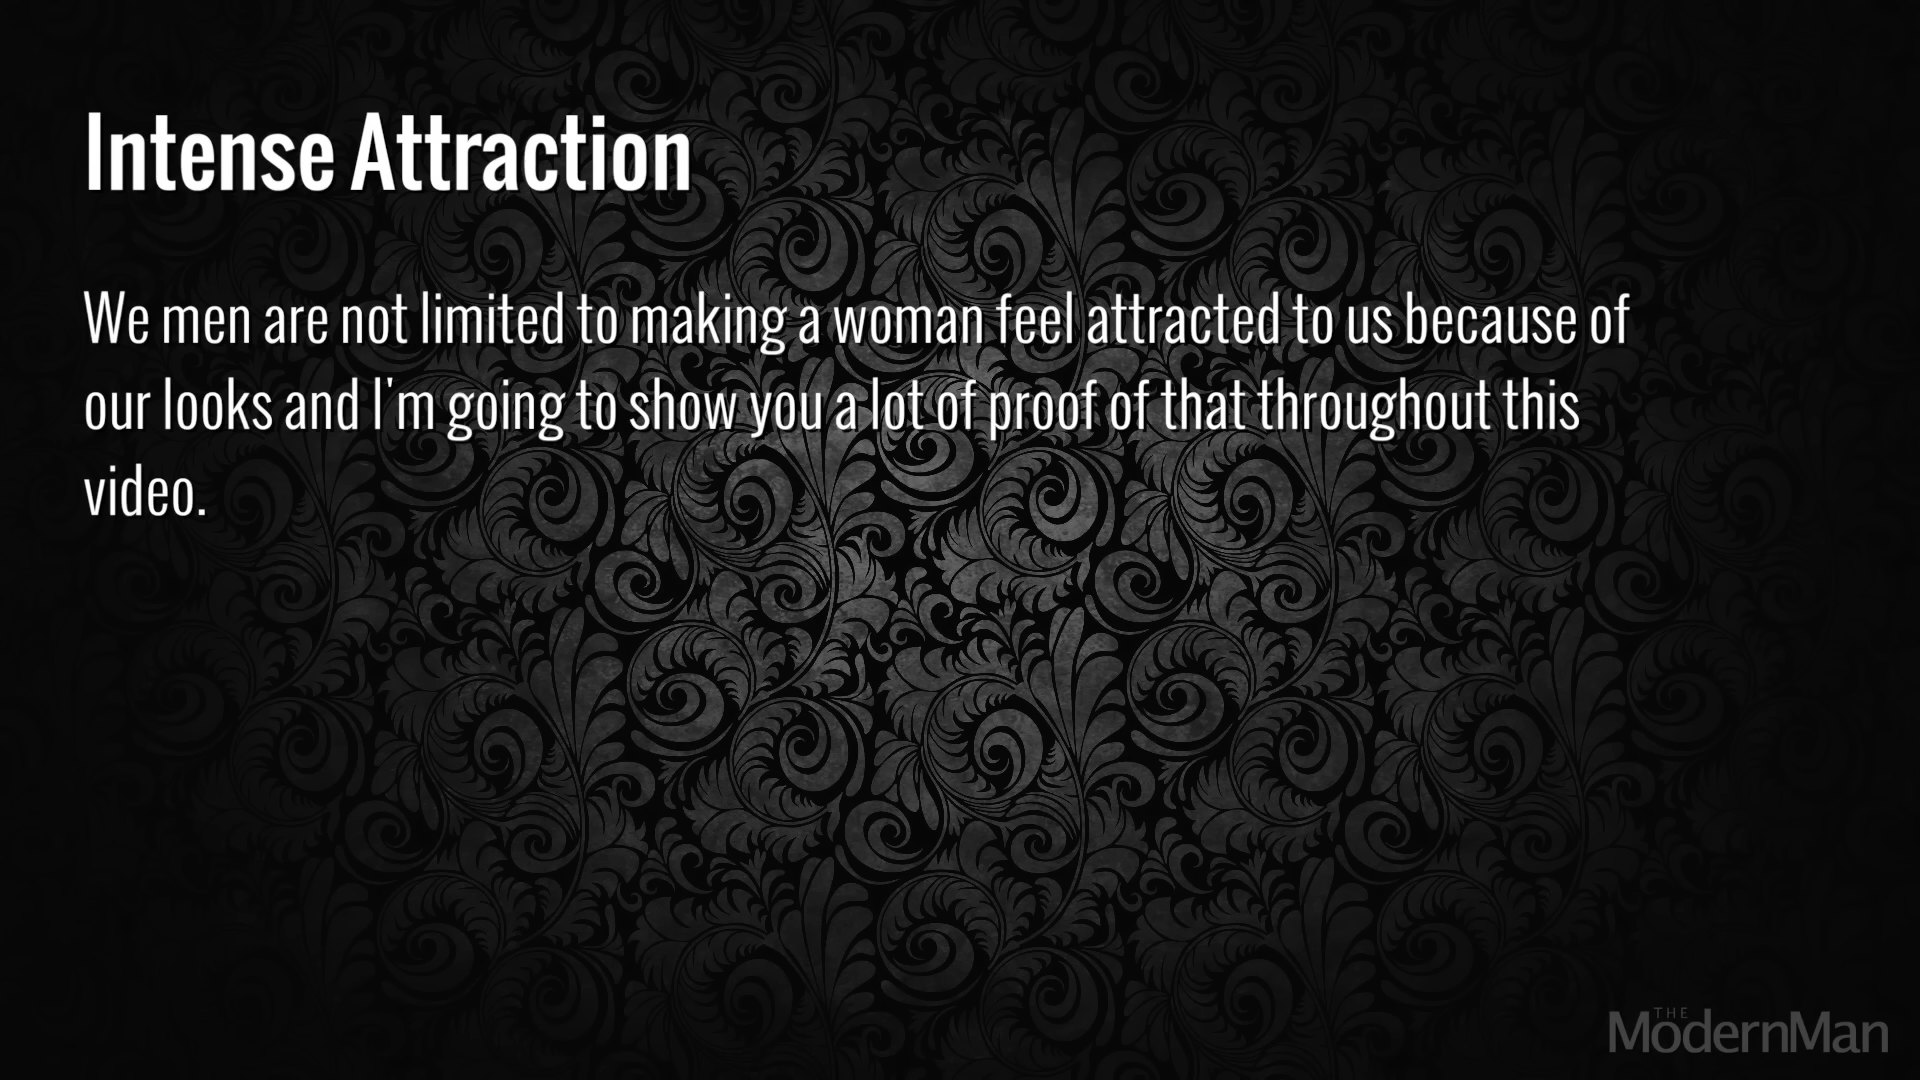 Intense Attraction
We men are not limited to making a woman feel attracted to us because of
our looks and I'm going to show you a lot of proof of that throughout this
video.
THE
ModernMan